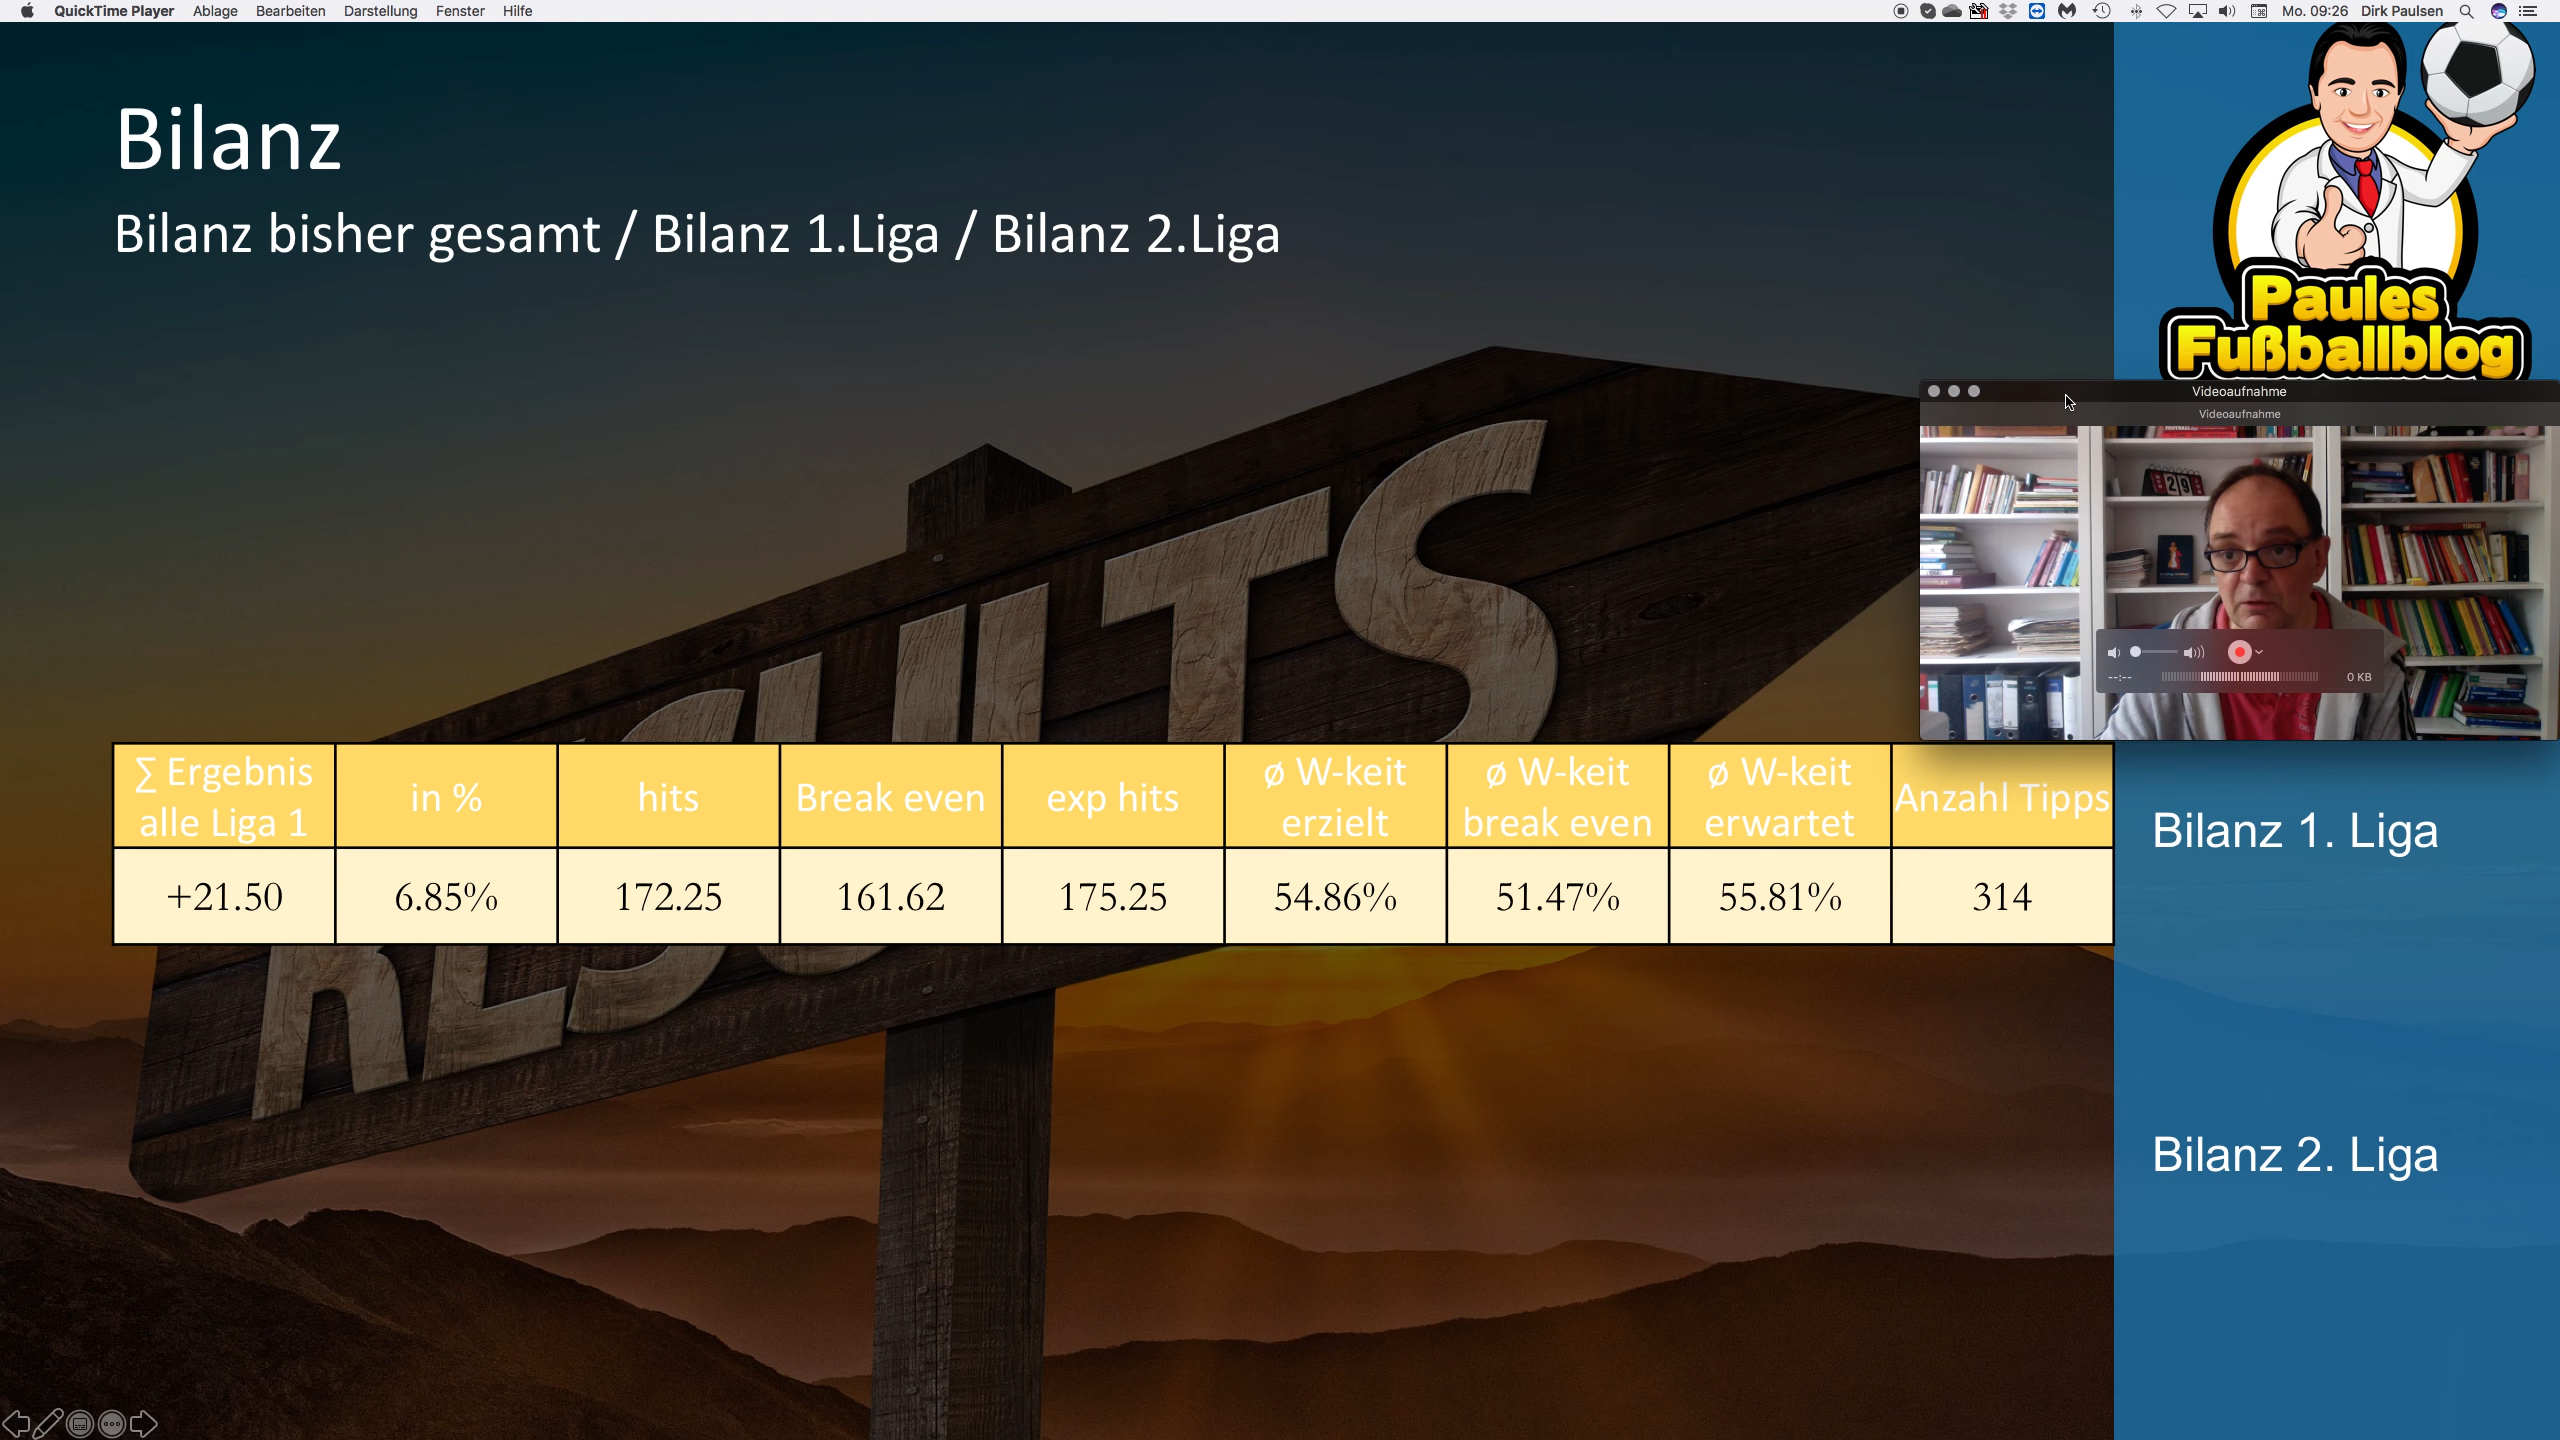 QuickTime Player Ablage Bearbeiten Darstellung Fenster Hilfe Mo. 09:26 Dirk Paulsen
Bilanz
Bilanz bisher gesamt / Bilanz 1.Liga / Bilanz 2.Liga
Paules
Fußballblog
Videoaufnahme
Videoaufnahme
29
--:-- 0 KB
RESULTS
∑ Ergebnis alle Liga 1 in % hits Break even exp hits ø W-keit erzielt ø W-keit break even ø W-keit erwartet Anzahl Tipps
+21.50 6.85% 172.25 161.62 175.25 54.86% 51.47% 55.81% 314
Bilanz 1. Liga
Bilanz 2. Liga